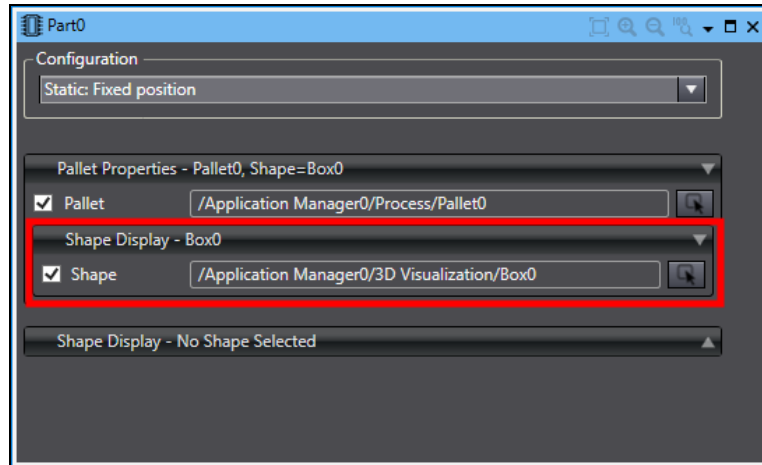 Part0
Configuration
Static: Fixed position
Pallet Properties - Pallet0, Shape=Box0
Pallet /Application Manager0/Process/Pallet0
Shape Display - Box0
Shape /Application Manager0/3D Visualization/Box0
Shape Display - No Shape Selected